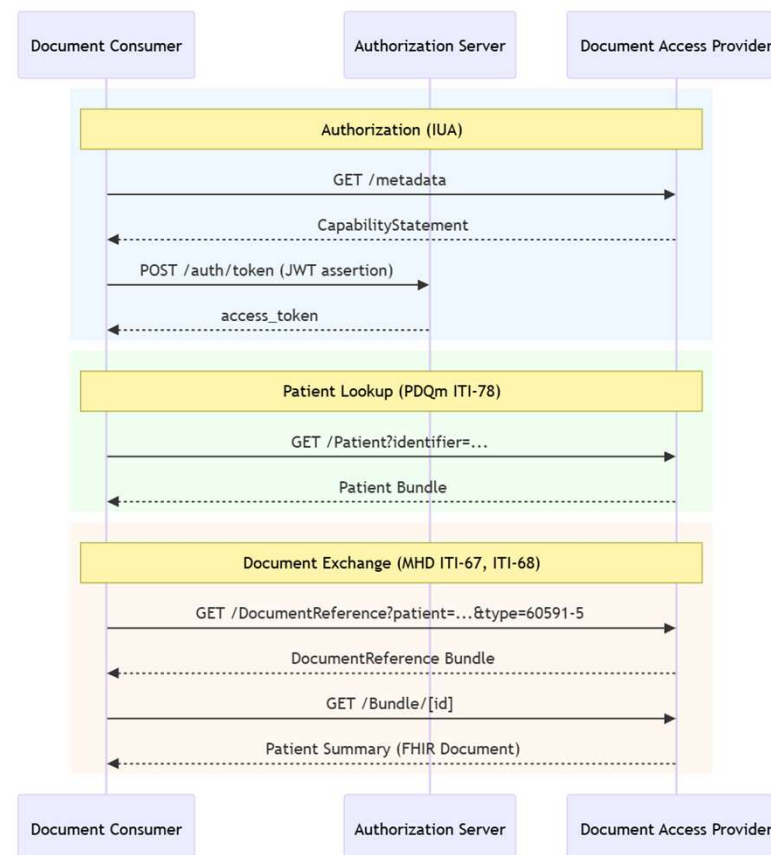 Document Consumer
Authorization Server
Document Access Provider
Authorization (IUA)
GET /metadata
CapabilityStatement
POST /auth/token (JWT assertion)
access_token
Patient Lookup (PDQm ITI-78)
GET /Patient?identifier=...
Patient Bundle
Document Exchange (MHD ITI-67, ITI-68)
GET /DocumentReference?patient=...&type=60591-5
DocumentReference Bundle
GET /Bundle/[id]
Patient Summary (FHIR Document)
Document Consumer
Authorization Server
Document Access Provider